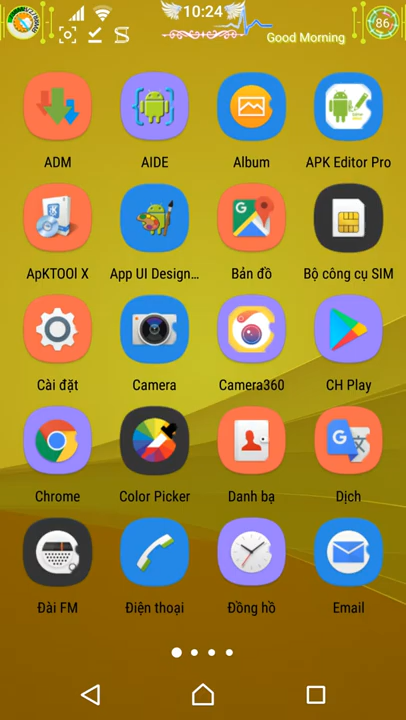 10:24
Good Morning
86
ADM
AIDE
Album
APK Editor Pro
ApKTOOl X
App UI Design...
Bản đồ
Bộ công cụ SIM
Cài đặt
Camera
Camera360
CH Play
Chrome
Color Picker
Danh bạ
Dịch
Đài FM
Điện thoại
Đồng hồ
Email